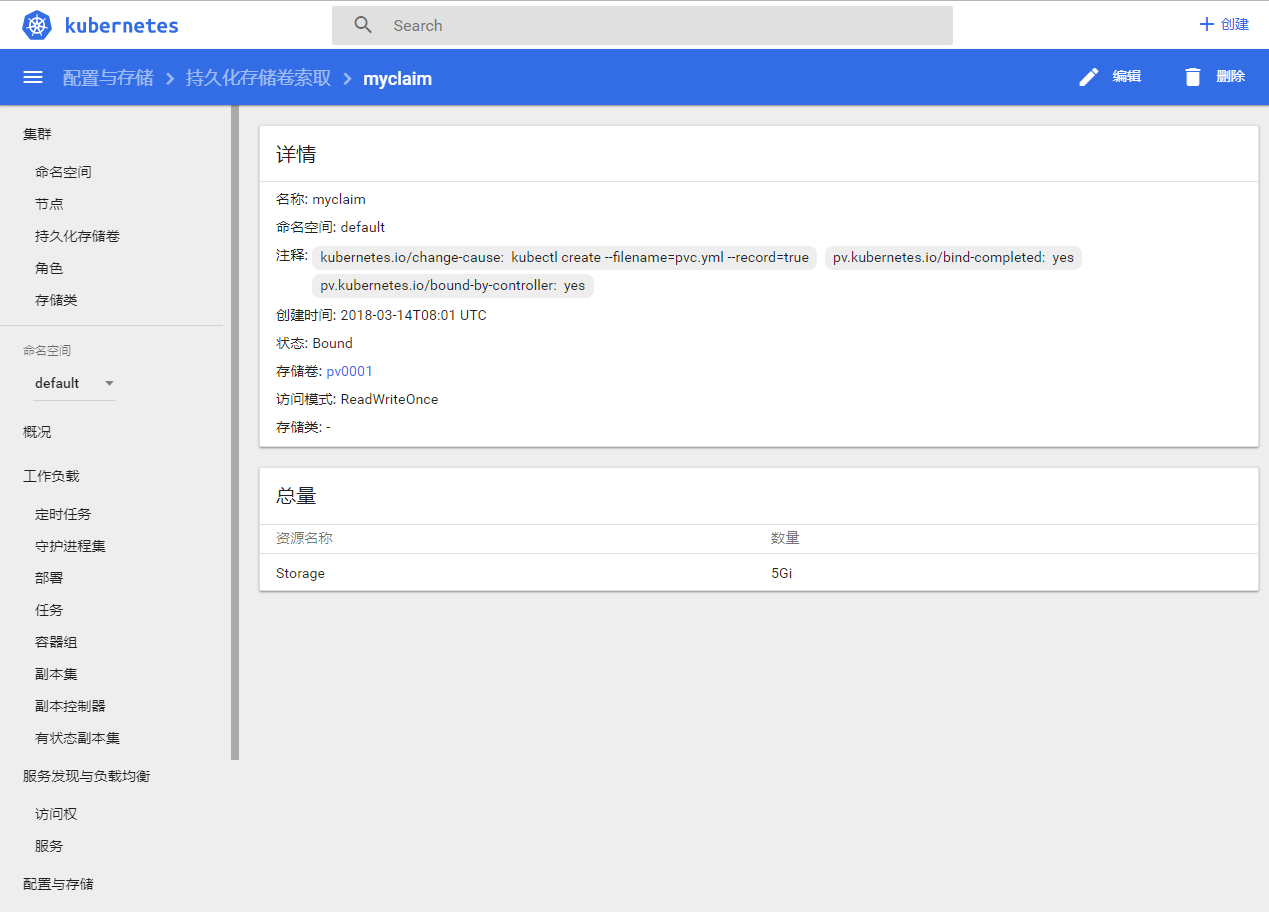 kubernetes
Search
创建
配置与存储 > 持久化存储卷索取 > myclaim
编辑
删除
集群
命名空间
节点
持久化存储卷
角色
存储类
命名空间
default
概况
工作负载
定时任务
守护进程集
部署
任务
容器组
副本集
副本控制器
有状态副本集
服务发现与负载均衡
访问权
服务
配置与存储
详情
名称: myclaim
命名空间: default
注释: kubernetes.io/change-cause: kubectl create --filename=pvc.yml --record=true pv.kubernetes.io/bind-completed: yes
pv.kubernetes.io/bound-by-controller: yes
创建时间: 2018-03-14T08:01 UTC
状态: Bound
存储卷: pv0001
访问模式: ReadWriteOnce
存储类: -
总量
资源名称 数量
Storage 5Gi